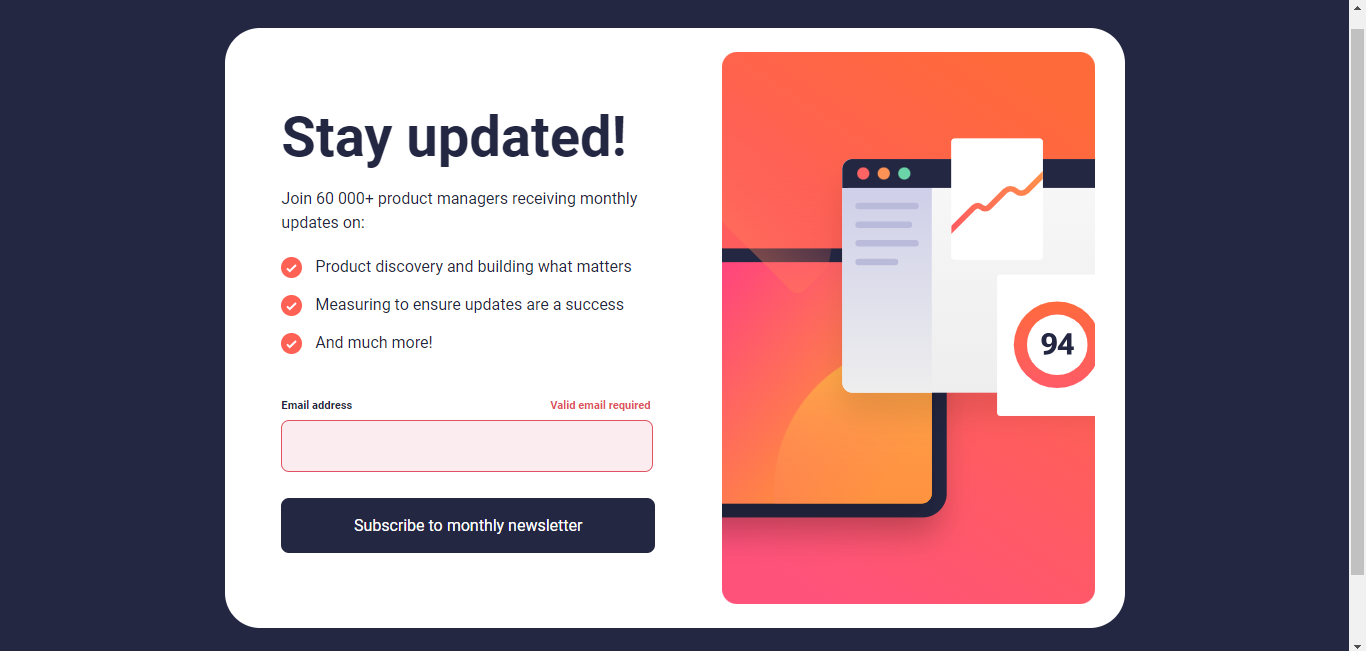 Stay updated!
Join 60 000+ product managers receiving monthly
updates on:
Product discovery and building what matters
Measuring to ensure updates are a success
And much more!
Email address
Valid email required
Subscribe to monthly newsletter
94